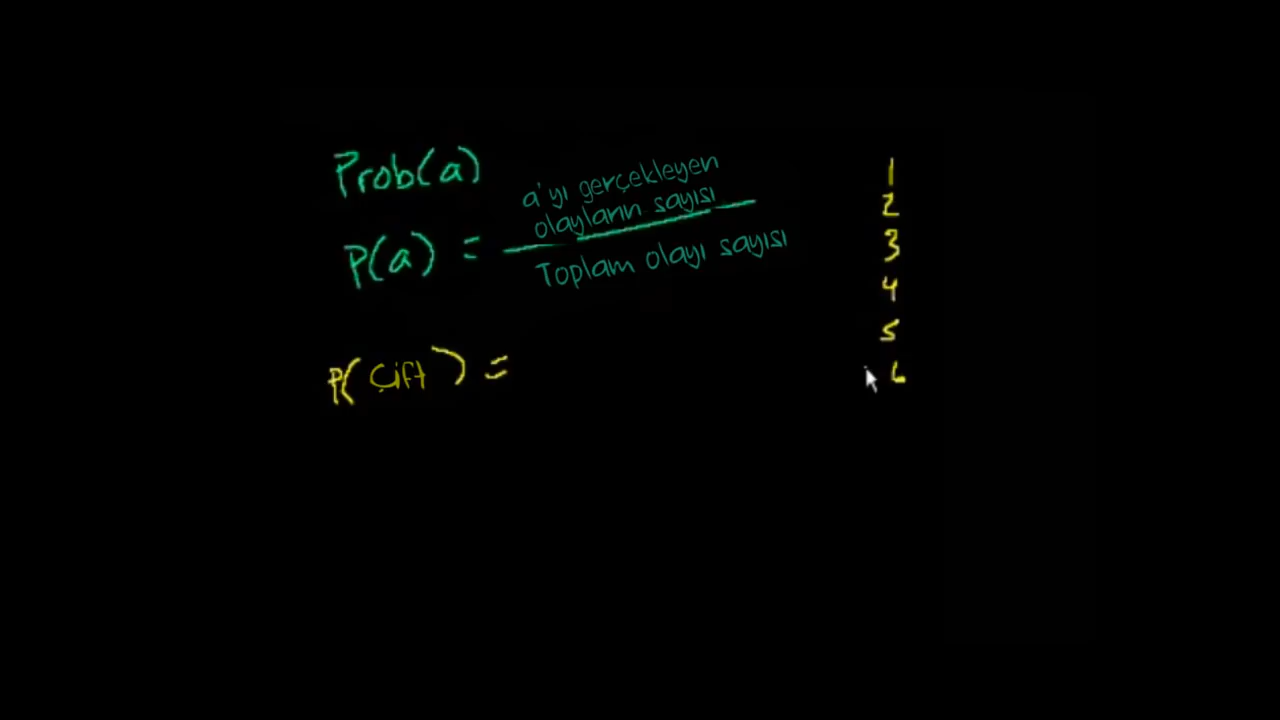 Prob(a)
P(a) =
a'yı gerçekleyen
olayların sayısı
Toplam olayı sayısı
P(Çift) =
1
2
3
4
5
6